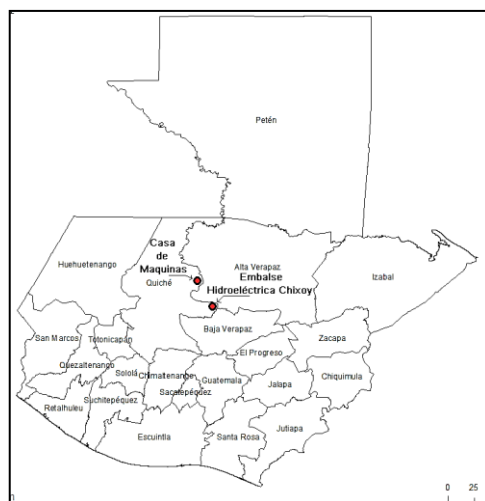 Petén
Casa
de
Maquinas
Huehuetenango
Quiché
Alta Verapaz
Embalse
Hidroeléctrica Chixoy
Izabal
Baja Verapaz
San Marcos
Totonicapán
El Progreso
Zacapa
Quezaltenango
Sololá
Chimaltenango
Guatemala
Jalapa
Chiquimula
Retalhuleu
Suchitepéquez
Sacatepéquez
Escuintla
Santa Rosa
Jutiapa
0 25